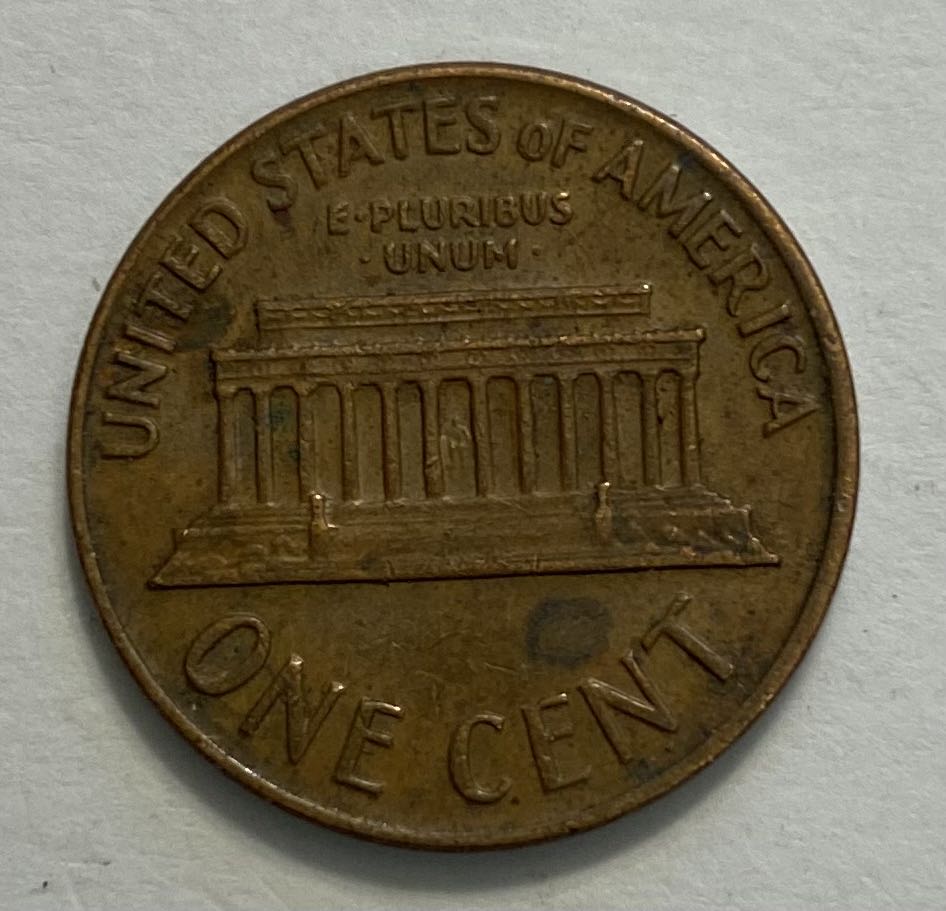 UNITED STATES OF AMERICA
E·PLURIBUS
·UNUM·
ONE CENT